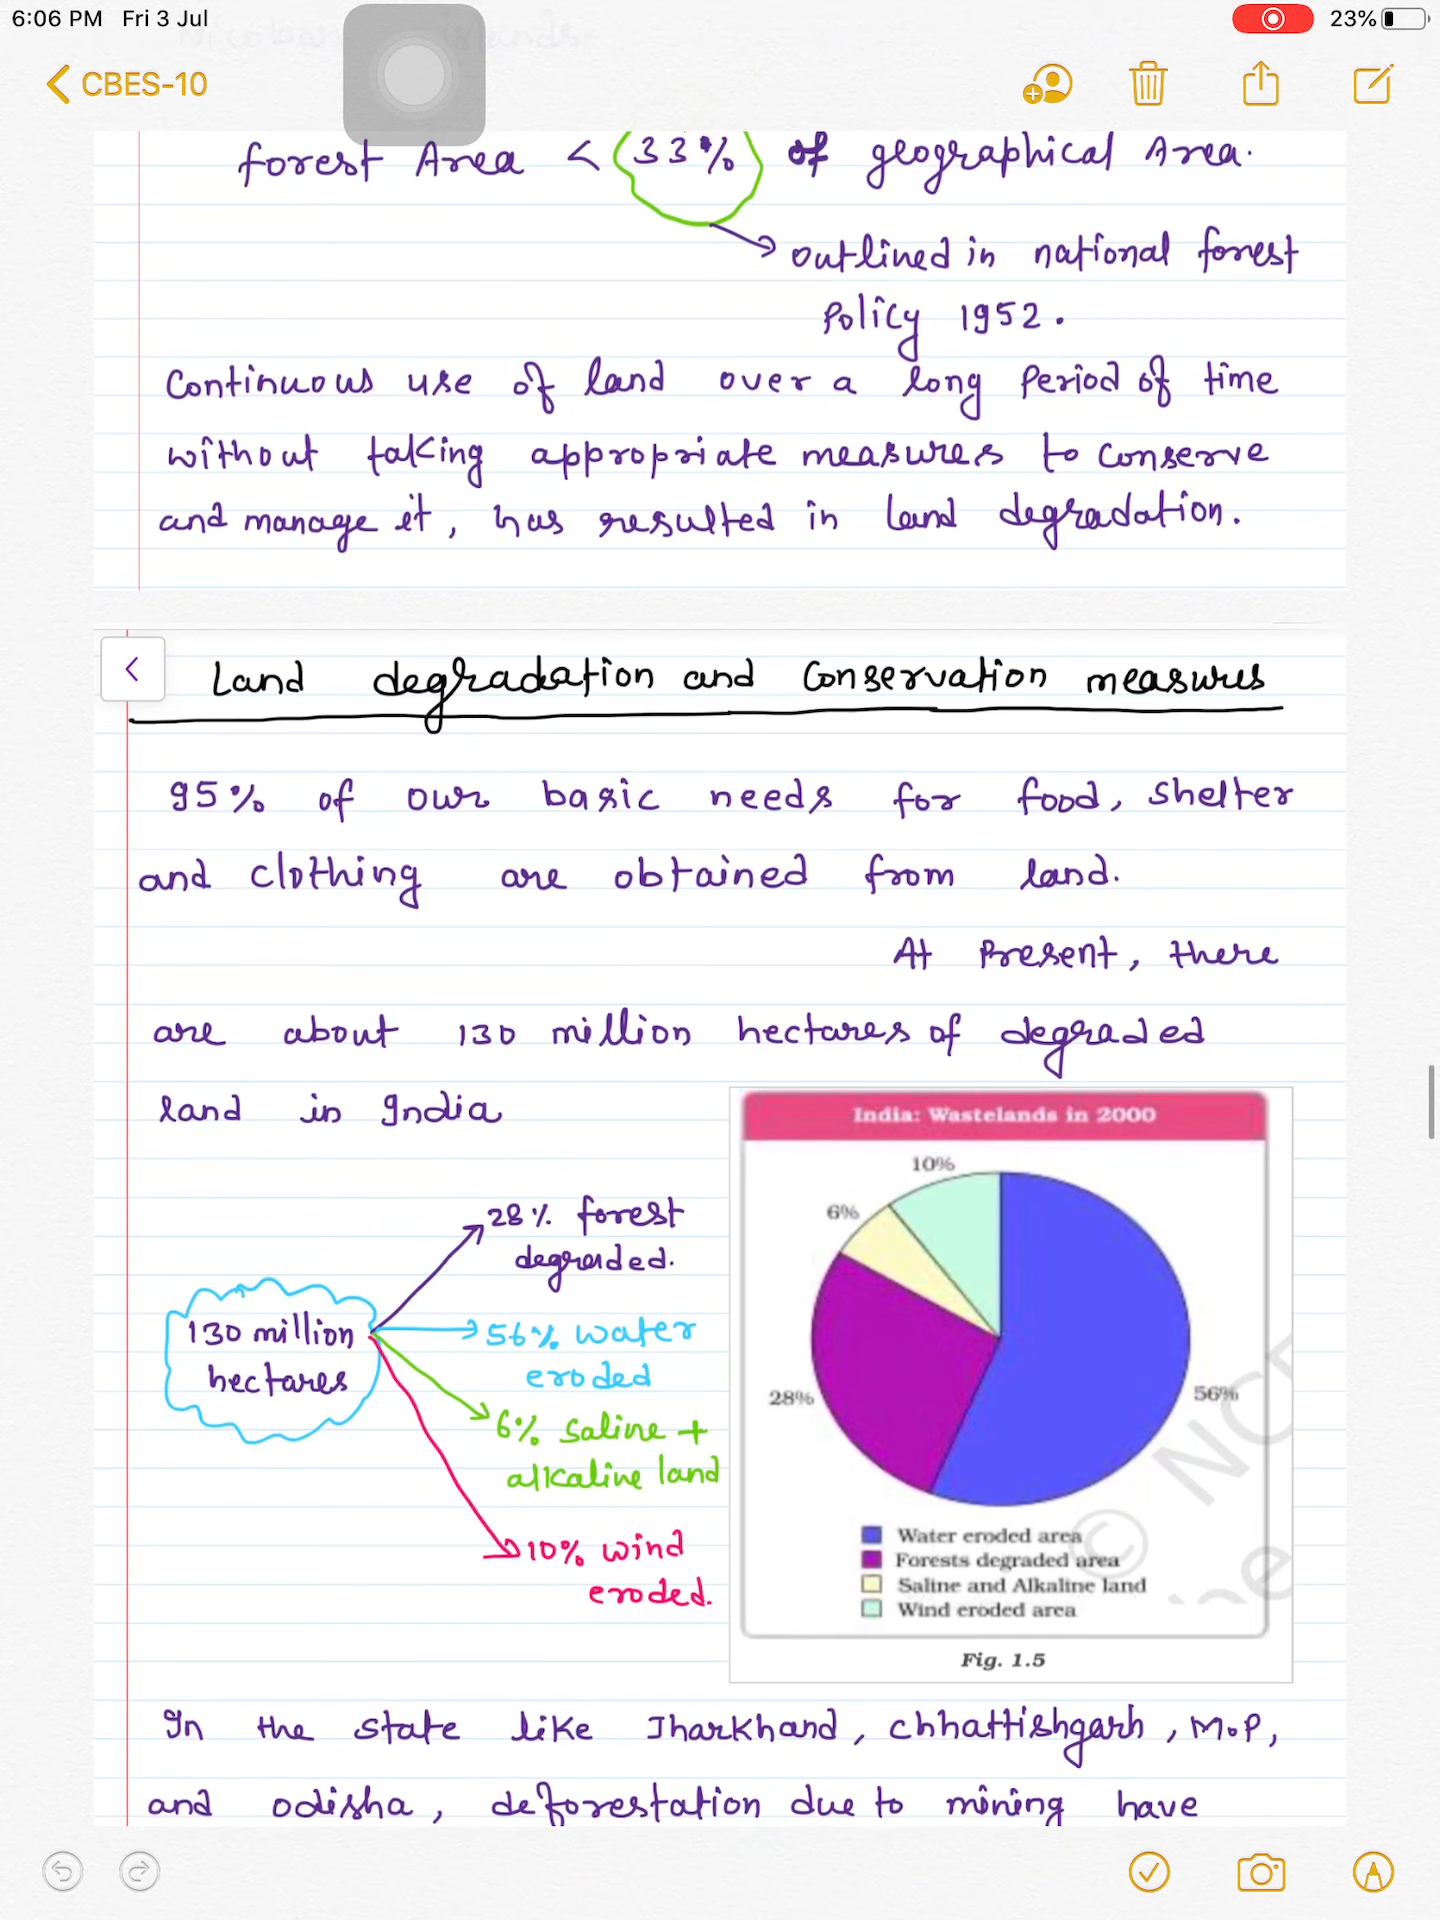 6:06 PM Fri 3 Jul
23%
CBES-10
forest Area < 33% of geographical Area.
outlined in national forest
Policy 1952.
Continuous use of land over a long Period of time
without taking appropriate measures to conserve
and manage it, has resulted in land degradation.
Land degradation and Conservation measures
95% of our basic needs for food, shelter
and clothing are obtained from land.
At Present, there
are about 130 million hectares of degraded
land in India
India: Wastelands in 2000
10%
6%
28%
56%
Water eroded area
Forests degraded area
Saline and Alkaline land
Wind eroded area
Fig. 1.5
130 million
hectares
28% forest
degraded.
56% water
eroded
6% saline +
alkaline land
10% wind
eroded.
In the state like Jharkhand, chhattishgarh, M.P,
and odisha, deforestation due to mining have